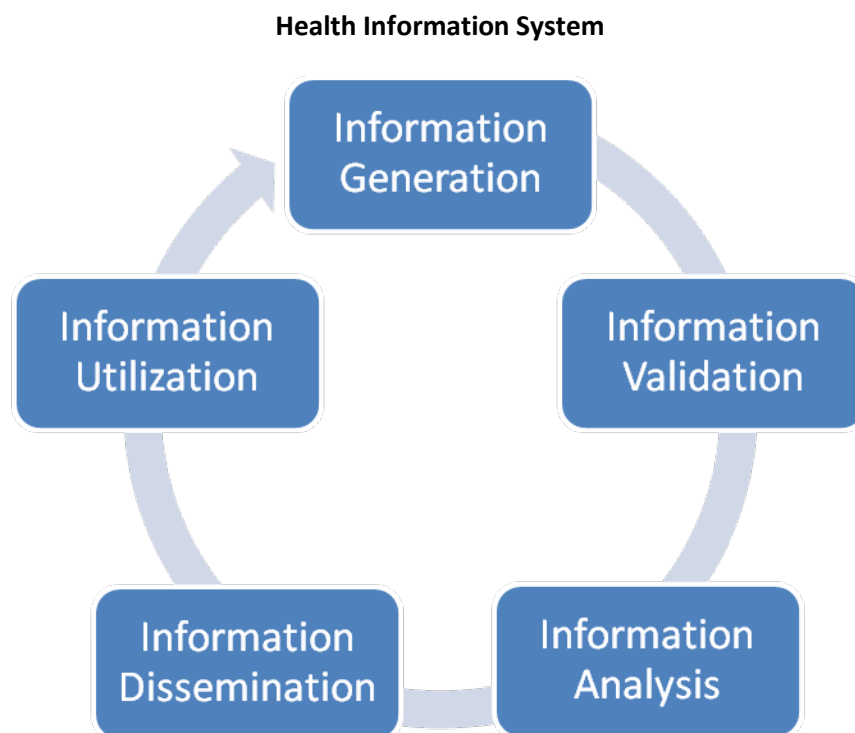 Health Information System
Information
Generation
Information
Validation
Information
Analysis
Information
Dissemination
Information
Utilization